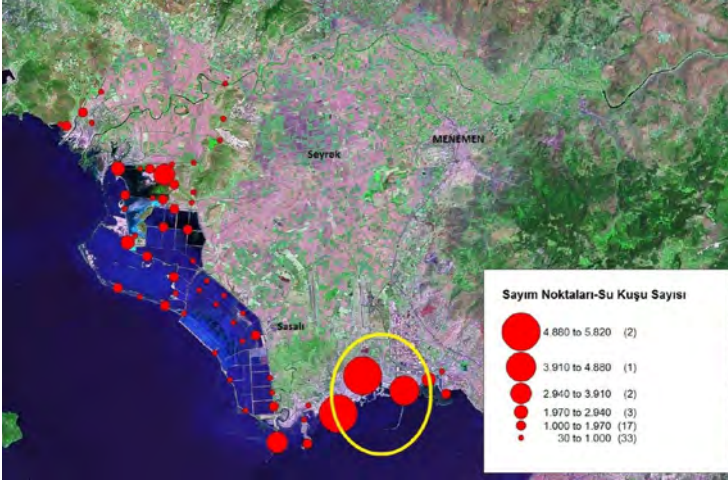 MENEMEN
Seyrek
Sasalı
Sayım Noktaları-Su Kuşu Sayısı
4.880 to 5.820 (2)
3.910 to 4.880 (1)
2.940 to 3.910 (2)
1.970 to 2.940 (3)
1.000 to 1.970 (17)
30 to 1.000 (33)